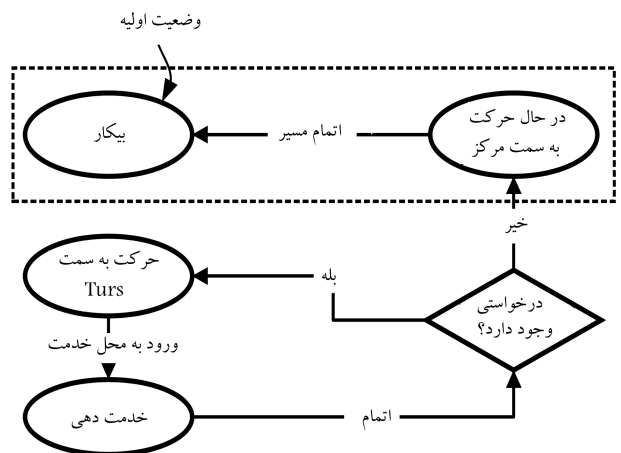 وضعیت اولیه
در حال حرکت
به سمت مرکز
اتمام مسیر
بیکار
خیر
درخواستی
وجود دارد؟
بله
حرکت به سمت
Turs
ورود به محل خدمت
خدمت دهی
اتمام